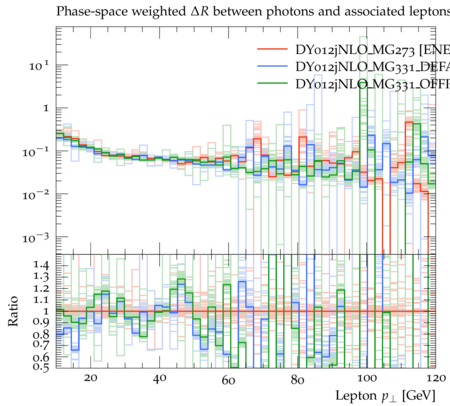 Phase-space weighted ΔR between photons and associated leptons
DY012jNLO_MG273 [ENE
DY012jNLO_MG331_DEFA
DY012jNLO_MG331_OFFI
10¹
1
10⁻¹
10⁻²
10⁻³
1.4
1.3
1.2
1.1
1
0.9
0.8
0.7
0.6
0.5
Ratio
20 40 60 80 100 120
Lepton p⊥ [GeV]